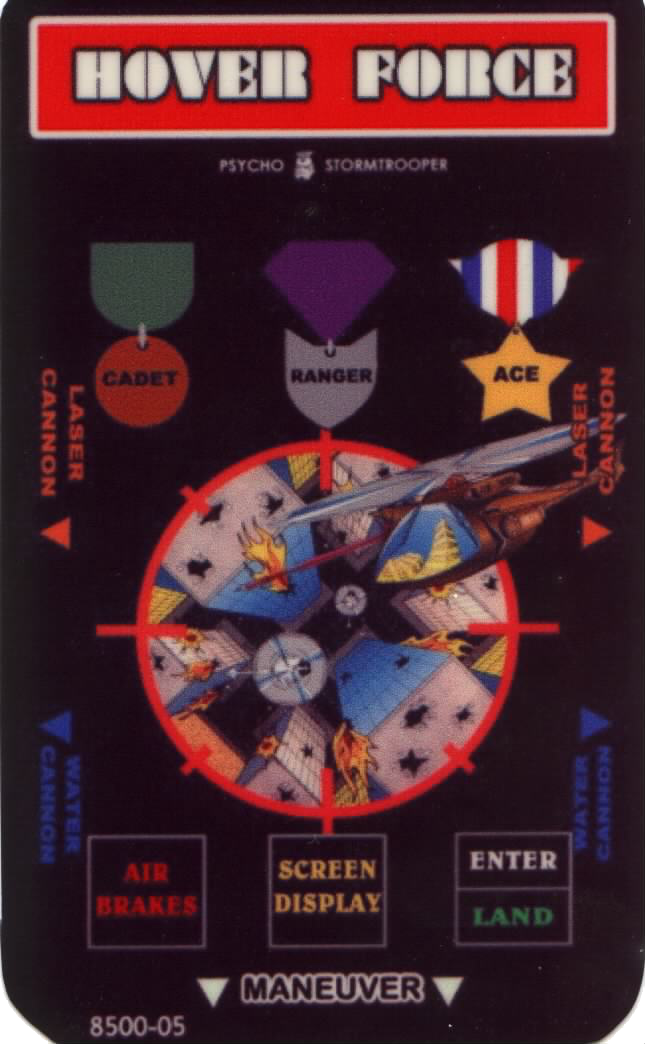 HOVER FORCE
PSYCHO STORMTROOPER
CADET
RANGER
ACE
LASER
CANNON
LASER
CANNON
WATER
CANNON
WATER
CANNON
AIR
BRAKES
SCREEN
DISPLAY
ENTER
LAND
MANEUVER
8500-05